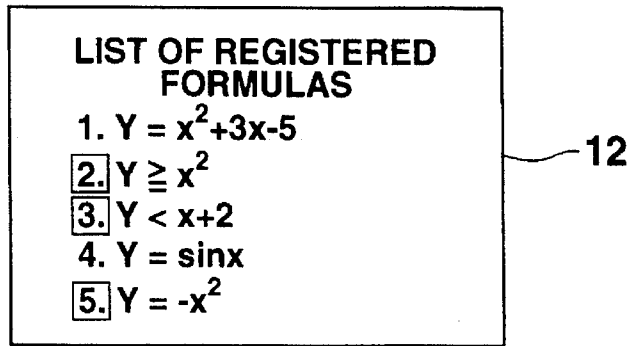 LIST OF REGISTERED
FORMULAS
1. Y = x²+3x-5
2. Y ≧ x²
3. Y < x+2
4. Y = sinx
5. Y = -x²
12